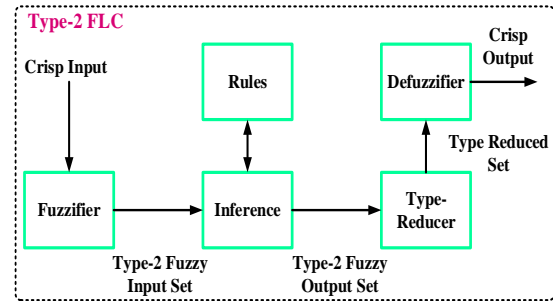 Type-2 FLC
Crisp Input
Rules
Defuzzifier
Crisp
Output
Type Reduced
Set
Fuzzifier
Inference
Type-
Reducer
Type-2 Fuzzy
Input Set
Type-2 Fuzzy
Output Set